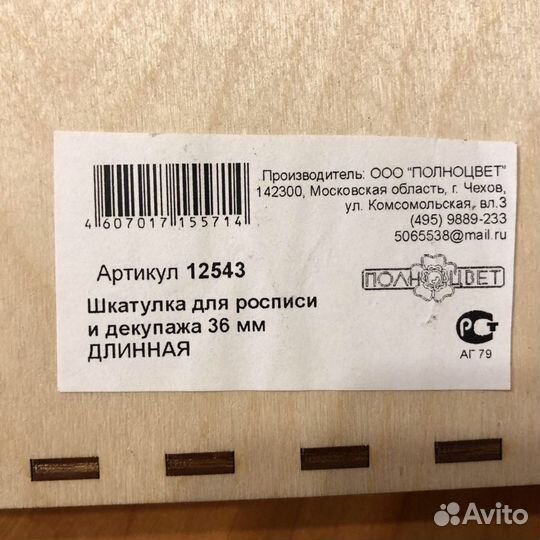 Производитель: ООО "ПОЛНОЦВЕТ"
142300, Московская область, г. Чехов,
ул. Комсомольская, вл.3
(495) 9889-233
5065538@mail.ru
4 607017 155714
Артикул 12543
ПОЛНОЦВЕТ
Шкатулка для росписи
и декупажа 36 мм
ДЛИННАЯ
РСТ
АГ 79
Avito